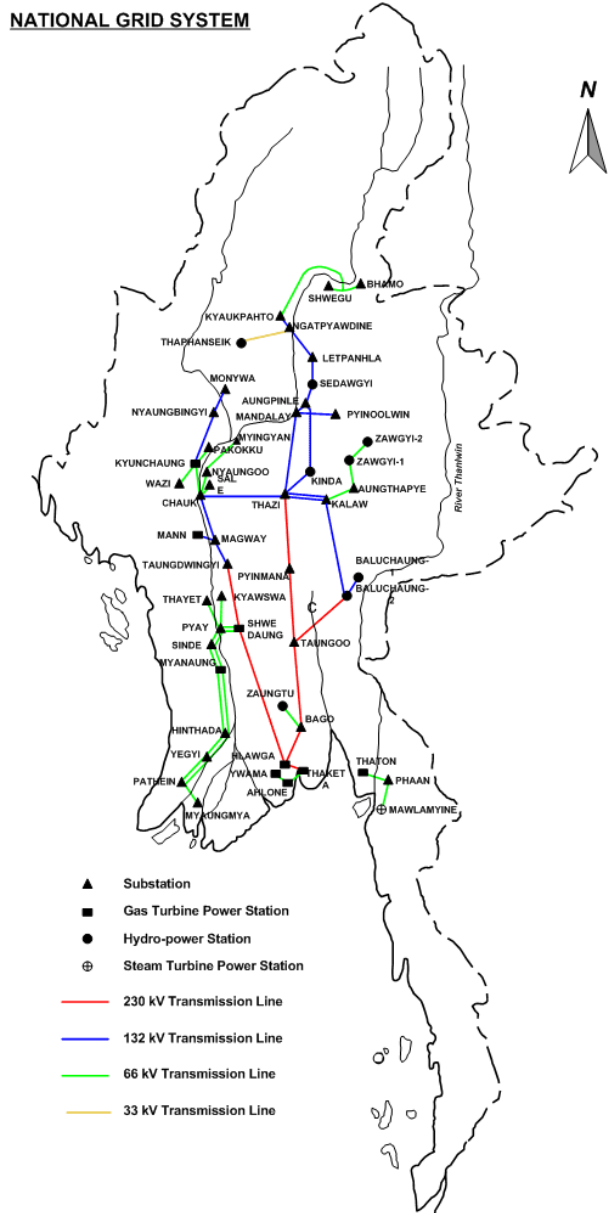 NATIONAL GRID SYSTEM
N
BHAMO
SHWEGU
KYAUKPAHTO
NGATPYAWDINE
THAPHANSEIK
LETPANHLA
SEDAWGYI
MONYWA
AUNGPINLE
NYAUNGBINGYI
MANDALAY
PYINOOLWIN
MYINGYAN
ZAWGYI-2
PAKOKKU
KYUNCHAUNG
ZAWGYI-1
NYAUNGOO
KINDA
WAZI
SAL
E
AUNGTHAPYE
CHAUK
THAZI
KALAW
River Thanlwin
MANN
MAGWAY
TAUNGDWINGYI
PYINMANA
BALUCHAUNG-
1
BALUCHAUNG-
2
THAYET
KYAWSWA
C
PYAY
SHWE
DAUNG
SINDE
TAUNGOO
MYANAUNG
ZAUNGTU
BAGO
HINTHADA
YEGYI
HLAWGA
THATON
YWAMA
THAKET
A
PATHEIN
AHLONE
PHAAN
MYAUNGMYA
MAWLAMYINE
Substation
Gas Turbine Power Station
Hydro-power Station
Steam Turbine Power Station
230 kV Transmission Line
132 kV Transmission Line
66 kV Transmission Line
33 kV Transmission Line